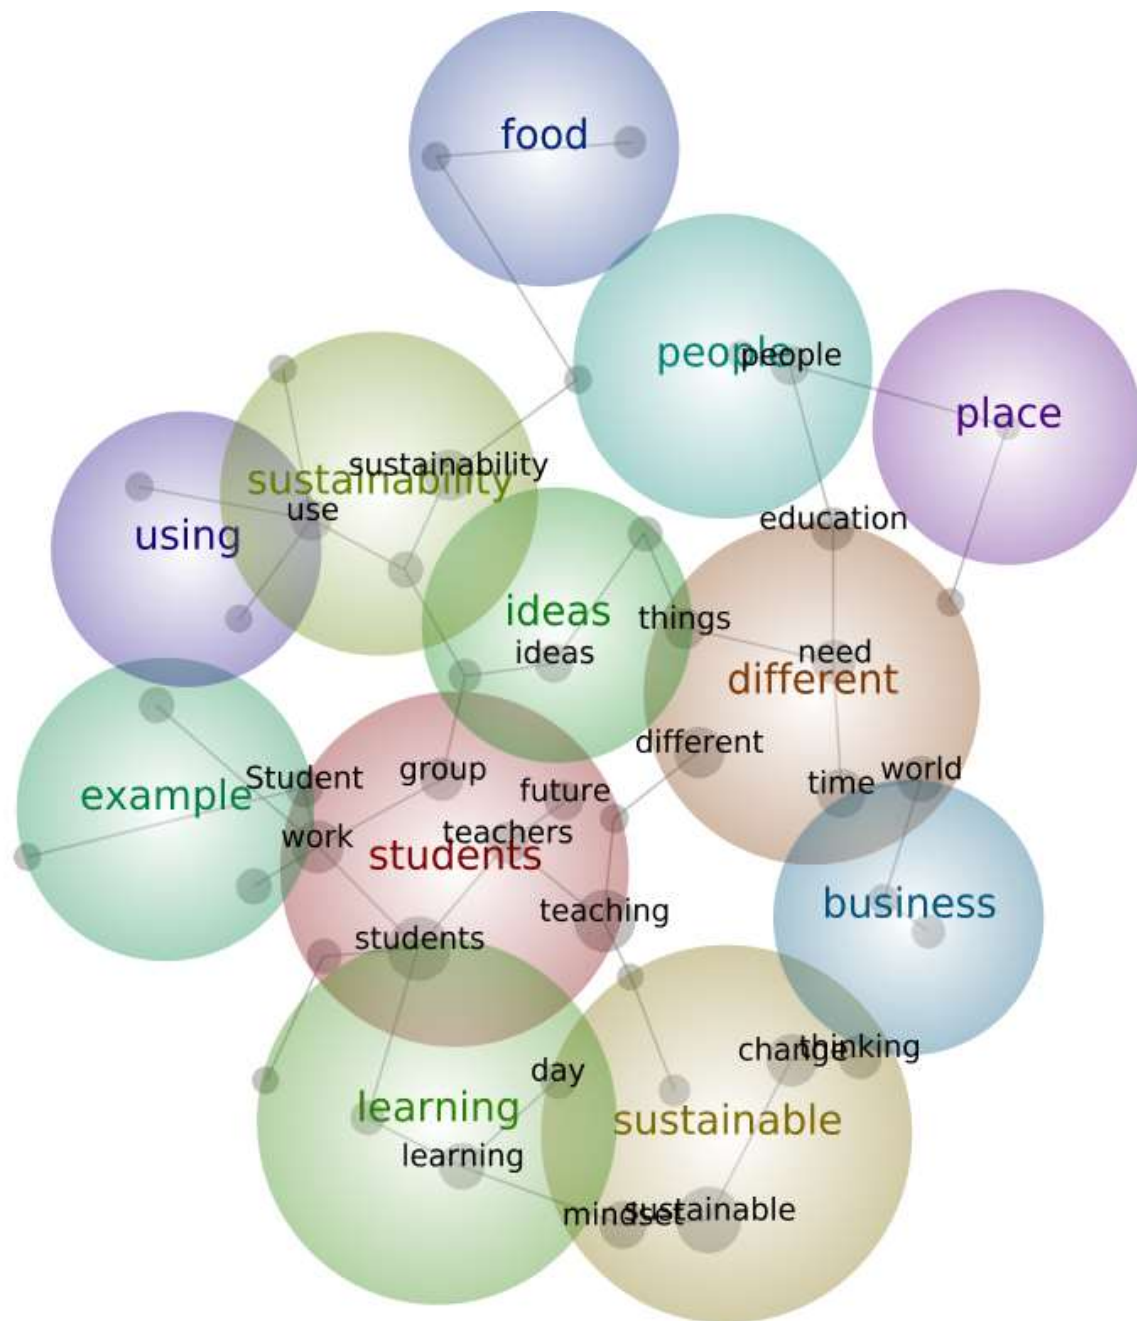 food
people
people
place
sustainability
sustainability
use
using
education
ideas
things
ideas
need
different
different
group
Student
world
time
future
example
work
teachers
students
business
teaching
students
change
thinking
day
learning
sustainable
learning
mindset
sustainable